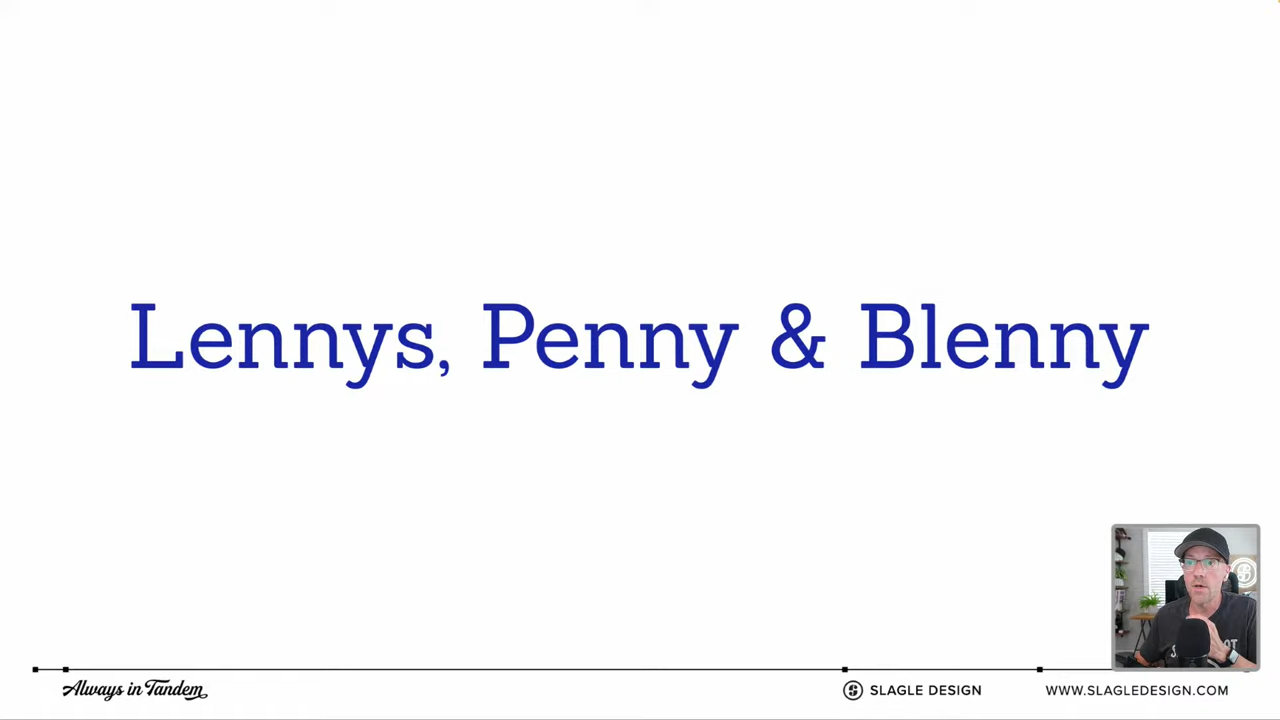 Lennys, Penny & Blenny
Always in Tandem
SLAGLE DESIGN
WWW.SLAGLEDESIGN.COM